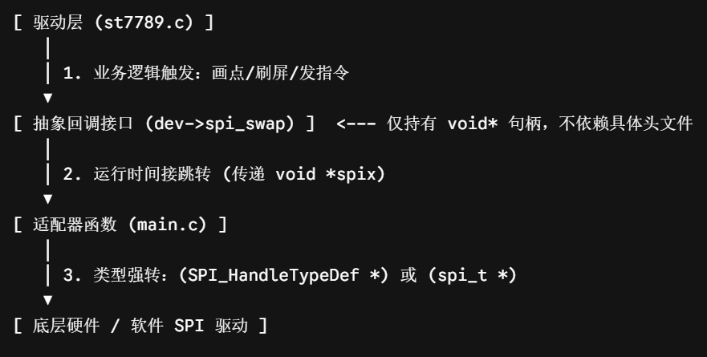 [ 驱动层 (st7789.c) ]
│
│ 1. 业务逻辑触发：画点/刷屏/发指令
▼
[ 抽象回调接口 (dev->spi_swap) ] <--- 仅持有 void* 句柄，不依赖具体头文件
│
│ 2. 运行时间接跳转 (传递 void *spix)
▼
[ 适配器函数 (main.c) ]
│
│ 3. 类型强转：(SPI_HandleTypeDef *) 或 (spi_t *)
▼
[ 底层硬件 / 软件 SPI 驱动 ]